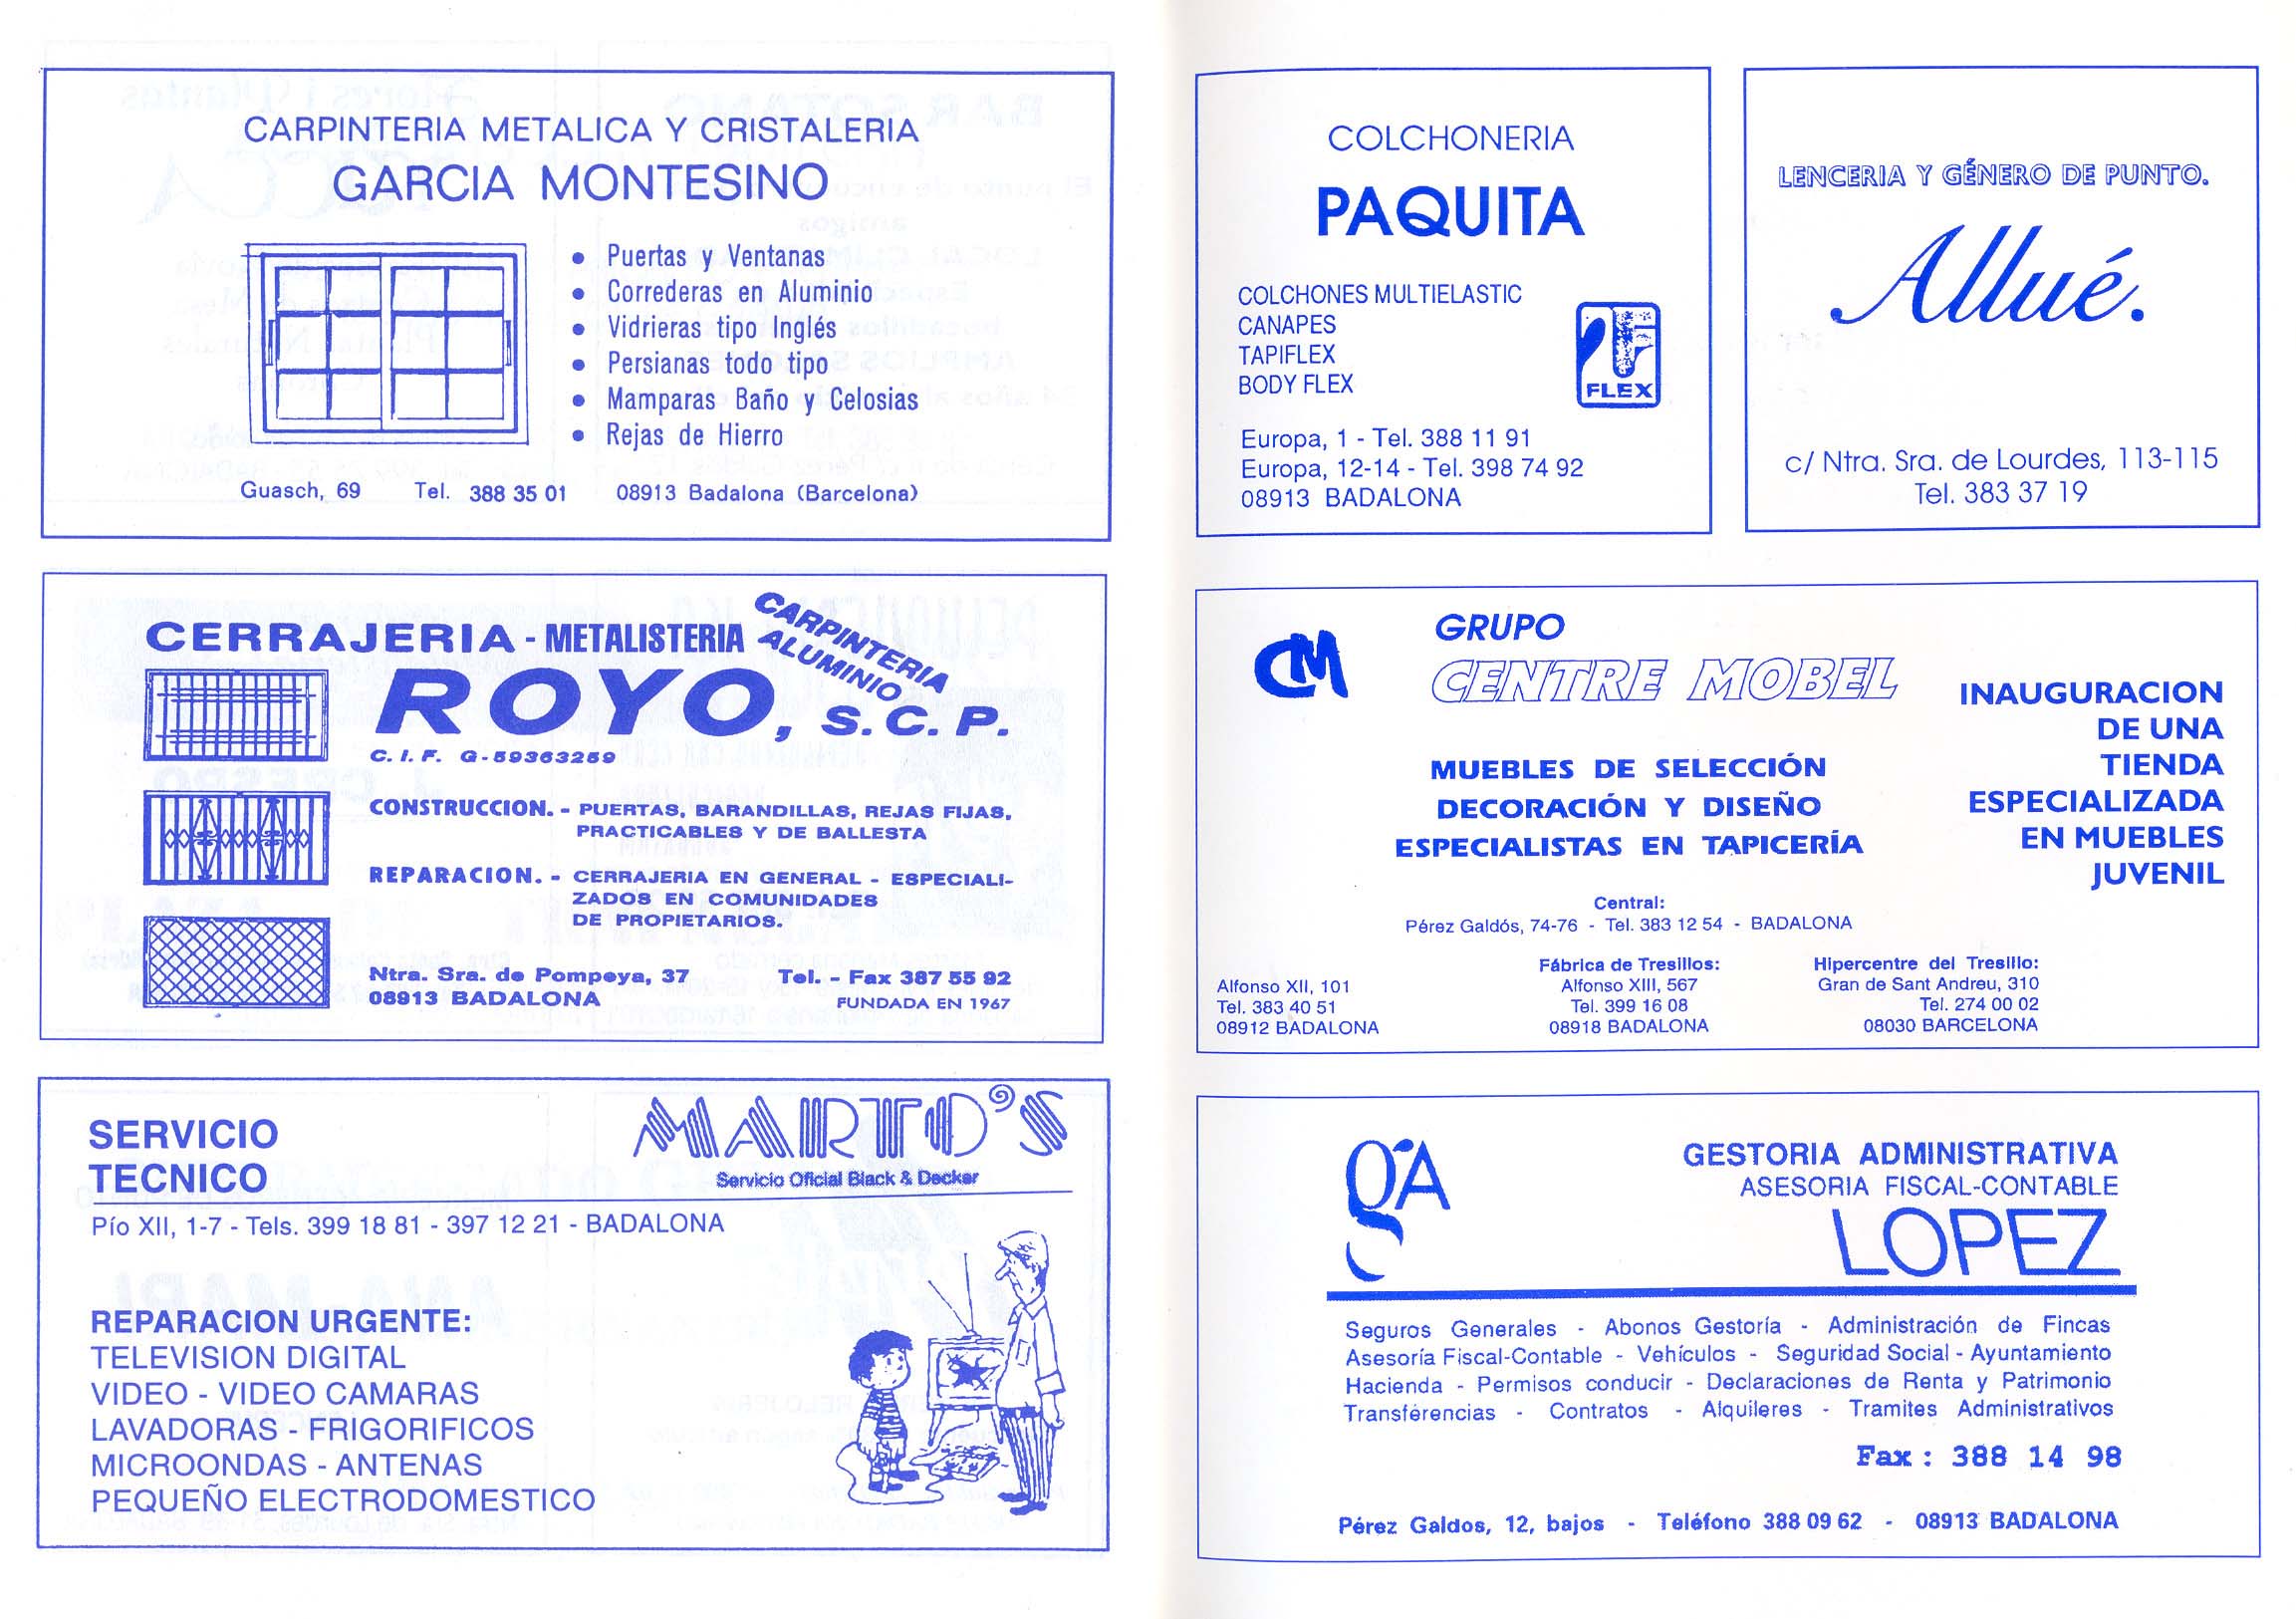 CARPINTERIA METALICA Y CRISTALERIA
GARCIA MONTESINO
• Puertas y Ventanas
• Correderas en Aluminio
• Vidrieras tipo Inglés
• Persianas todo tipo
• Mamparas Baño y Celosias
• Rejas de Hierro
Guasch, 69 Tel. 388 35 01 08913 Badalona (Barcelona)
CERRAJERIA - METALISTERIA
CARPINTERIA
ALUMINIO
ROYO, S.C.P.
C.I.F. G-59363259
CONSTRUCCION. - PUERTAS, BARANDILLAS, REJAS FIJAS,
PRACTICABLES Y DE BALLESTA
REPARACION. - CERRAJERIA EN GENERAL - ESPECIALI-
ZADOS EN COMUNIDADES
DE PROPIETARIOS.
Ntra. Sra. de Pompeya, 37 Tel. - Fax 387 55 92
08913 BADALONA FUNDADA EN 1967
SERVICIO
TECNICO
MARTO'S
Servicio Oficial Black & Decker
Pío XII, 1-7 - Tels. 399 18 81 - 397 12 21 - BADALONA
REPARACION URGENTE:
TELEVISION DIGITAL
VIDEO - VIDEO CAMARAS
LAVADORAS - FRIGORIFICOS
MICROONDAS - ANTENAS
PEQUEÑO ELECTRODOMESTICO
COLCHONERIA
PAQUITA
COLCHONES MULTIELASTIC
CANAPES
TAPIFLEX
BODY FLEX
FLEX
Europa, 1 - Tel. 388 11 91
Europa, 12-14 - Tel. 398 74 92
08913 BADALONA
LENCERIA Y GÉNERO DE PUNTO.
Allué.
c/ Ntra. Sra. de Lourdes, 113-115
Tel. 383 37 19
CM
GRUPO
CENTRE MOBEL
MUEBLES DE SELECCIÓN
DECORACIÓN Y DISEÑO
ESPECIALISTAS EN TAPICERÍA
INAUGURACION
DE UNA
TIENDA
ESPECIALIZADA
EN MUEBLES
JUVENIL
Central:
Pérez Galdós, 74-76 - Tel. 383 12 54 - BADALONA
Alfonso XII, 101
Tel. 383 40 51
08912 BADALONA
Fábrica de Tresillos:
Alfonso XIII, 567
Tel. 399 16 08
08918 BADALONA
Hipercentre del Tresillo:
Gran de Sant Andreu, 310
Tel. 274 00 02
08030 BARCELONA
gA
GESTORIA ADMINISTRATIVA
ASESORIA FISCAL-CONTABLE
LOPEZ
Seguros Generales - Abonos Gestoría - Administración de Fincas
Asesoría Fiscal-Contable - Vehículos - Seguridad Social - Ayuntamiento
Hacienda - Permisos conducir - Declaraciones de Renta y Patrimonio
Transferencias - Contratos - Alquileres - Tramites Administrativos
Fax: 388 14 98
Pérez Galdos, 12, bajos - Teléfono 388 09 62 - 08913 BADALONA